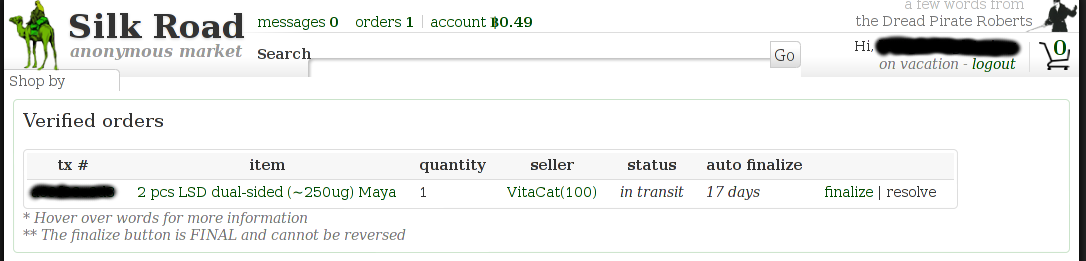 a few words from
Silk Road messages 0 orders 1 account ฿0.49 the Dread Pirate Roberts
anonymous market Search Go Hi, 0
on vacation - logout
Shop by
Verified orders
tx # item quantity seller status auto finalize
2 pcs LSD dual-sided (~250ug) Maya 1 VitaCat(100) in transit 17 days finalize | resolve
* Hover over words for more information
** The finalize button is FINAL and cannot be reversed